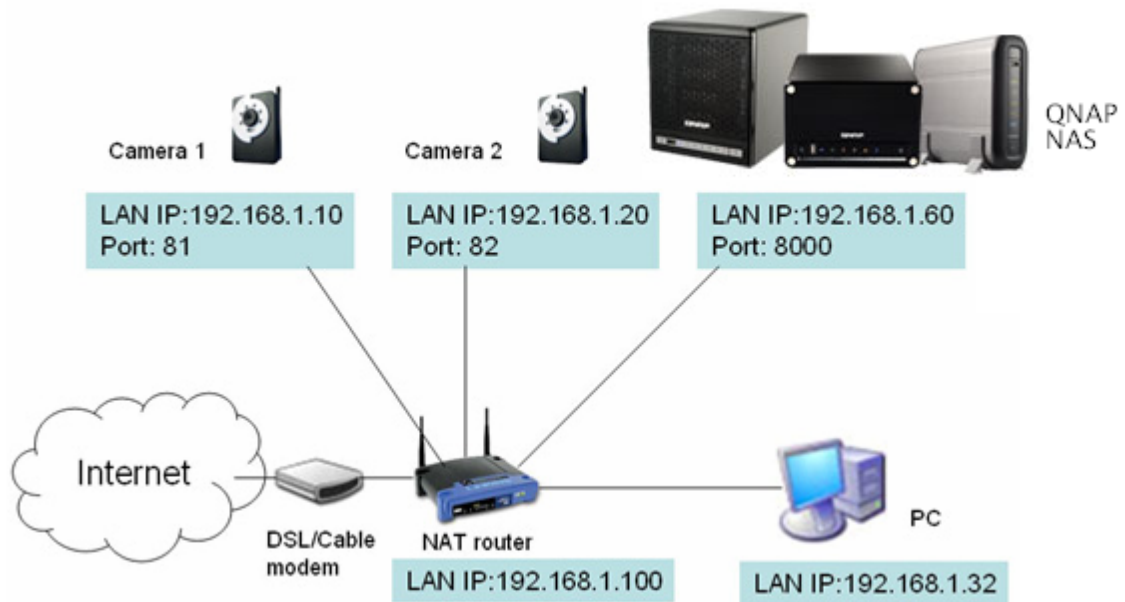 QNAP
NAS
Camera 1
Camera 2
LAN IP:192.168.1.10
Port: 81
LAN IP:192.168.1.20
Port: 82
LAN IP:192.168.1.60
Port: 8000
Internet
DSL/Cable
modem
NAT router
PC
LAN IP:192.168.1.100
LAN IP:192.168.1.32